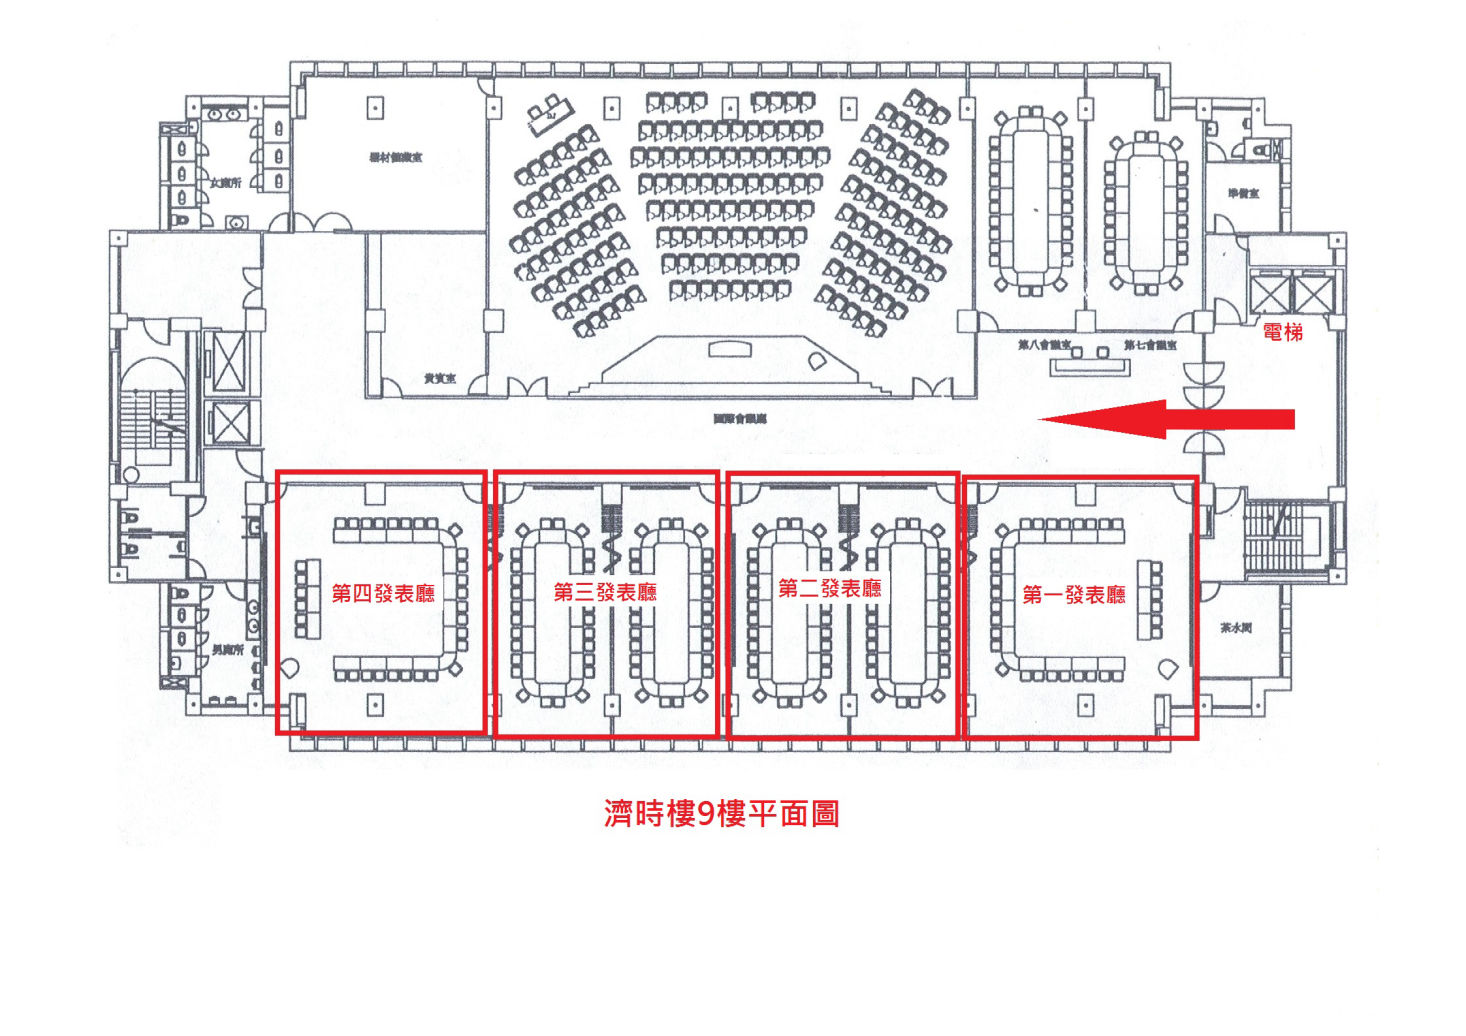 器材儲藏室
女廁所
準備室
電梯
第八會議室
第七會議室
貴賓室
國際會議廳
第四發表廳
第三發表廳
第二發表廳
第一發表廳
男廁所
茶水間
濟時樓9樓平面圖